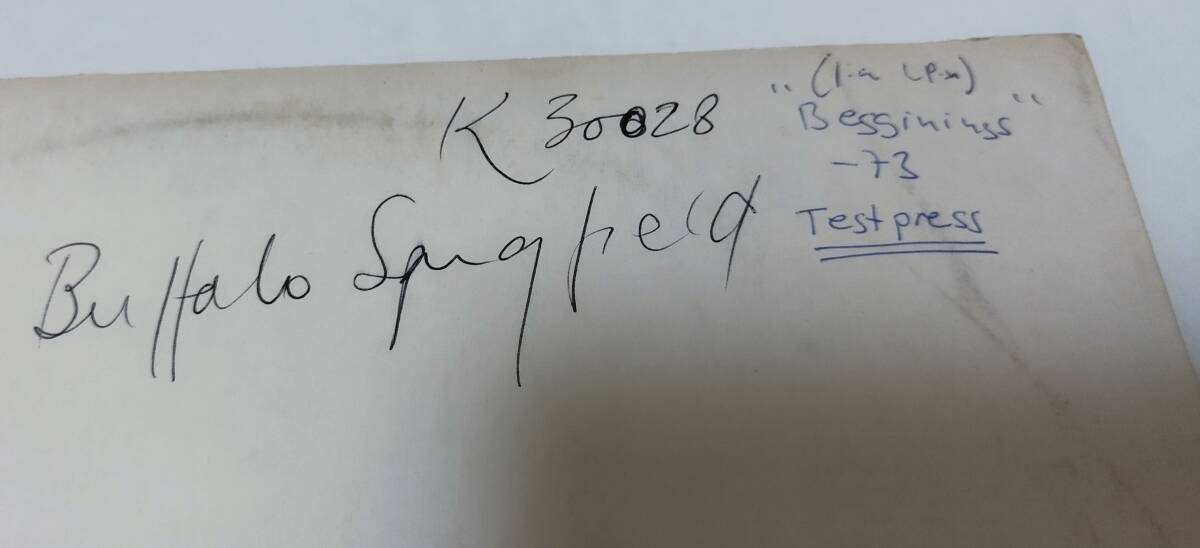 K 30028
Buffalo Springfield
" (1-a LP-n)
Begginings "
-73
Testpress